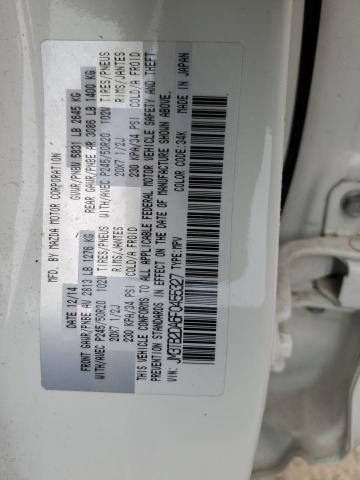 MFD. BY MAZDA MOTOR CORPORATION
DATE: 12/14 GVWR/PNBV 5831 LB 2645 KG
FRONT GAWR/PNBE AV 2813 LB 1276 KG REAR GAWR/PNBE AR 3086 LB 1400 KG
WITH/AVEC P245/50R20 102V TIRES/PNEUS WITH/AVEC P245/50R20 102V TIRES/PNEUS
20X7 1/2J RIMS/JANTES 20X7 1/2J RIMS/JANTES
230 KPA/34 PSI COLD/A FROID 230 KPA/34 PSI COLD/A FROID
THIS VEHICLE CONFORMS TO ALL APPLICABLE FEDERAL MOTOR VEHICLE SAFETY AND THEFT
PREVENTION STANDARDS IN EFFECT ON THE DATE OF MANUFACTURE SHOWN ABOVE.
VIN: JM3TB2DA5F0455327 TYPE:MPV COLOR CODE:34K MADE IN JAPAN